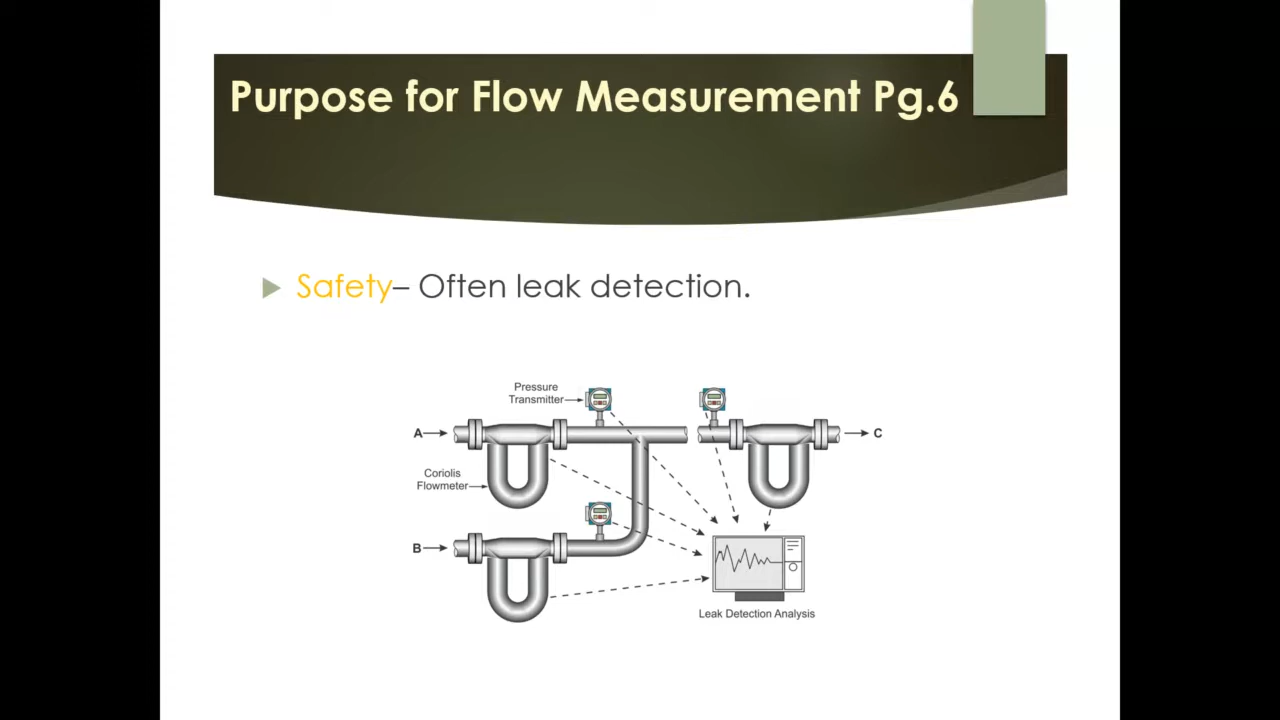 Purpose for Flow Measurement Pg.6
Safety– Often leak detection.
Pressure
Transmitter
A
C
Coriolis
Flowmeter
B
Leak Detection Analysis